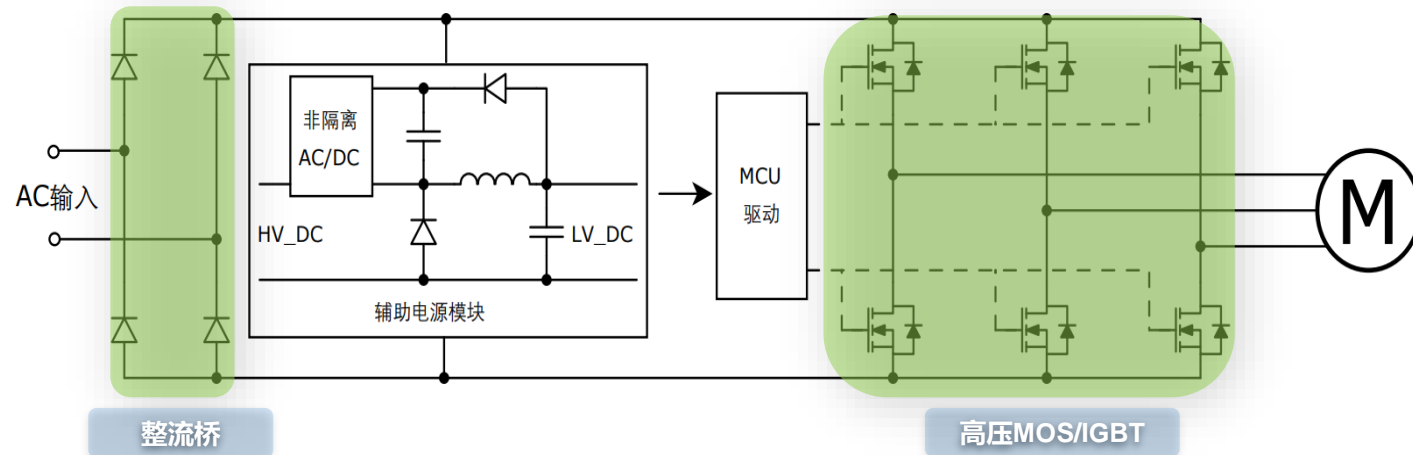 非隔离
AC/DC
AC输入
HV_DC
LV_DC
辅助电源模块
MCU
驱动
M
整流桥
高压MOS/IGBT